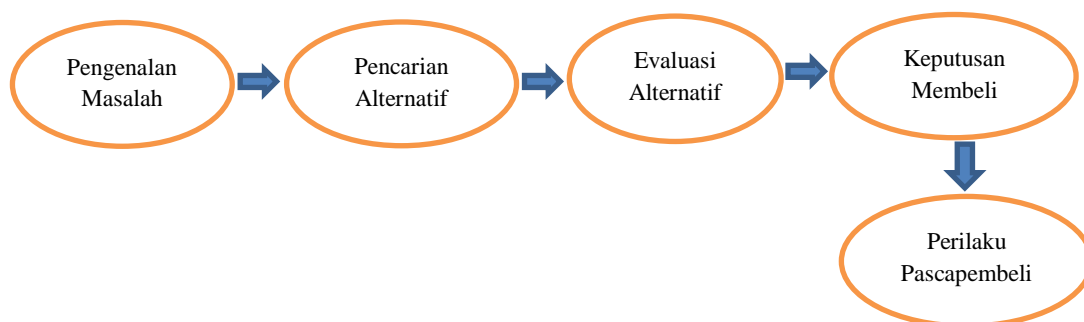 Pengenalan
Masalah
Pencarian
Alternatif
Evaluasi
Alternatif
Keputusan
Membeli
Perilaku
Pascapembeli